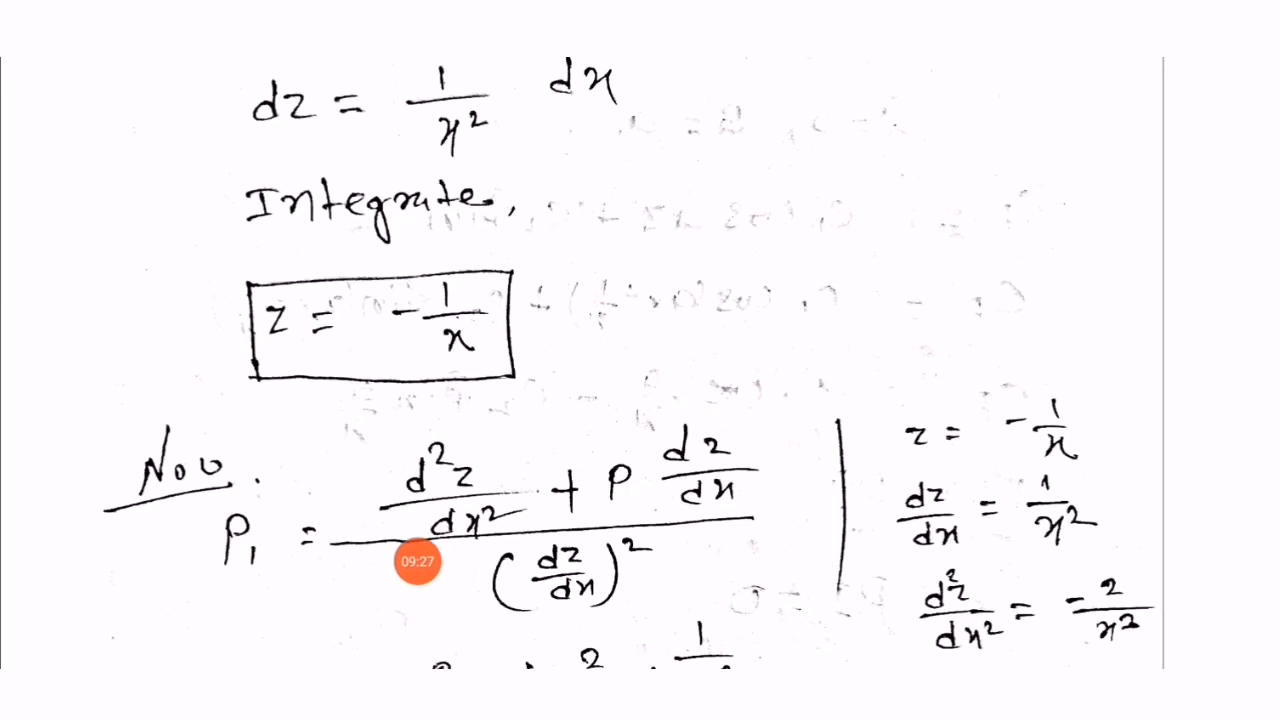 dz = 1/x² dx
Integrate,
z = -1/x
Now.
P₁ = (d²z/dx² + P dz/dx) / (dz/dx)²
09:27
z = -1/x
dz/dx = 1/x²
d²z/dx² = -2/x²